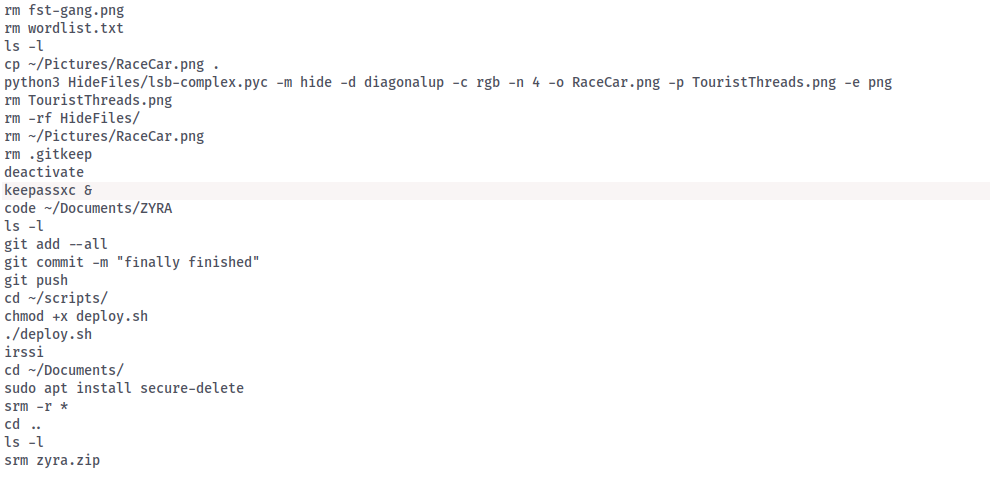 rm fst-gang.png
rm wordlist.txt
ls -l
cp ~/Pictures/RaceCar.png .
python3 HideFiles/lsb-complex.pyc -m hide -d diagonalup -c rgb -n 4 -o RaceCar.png -p TouristThreads.png -e png
rm TouristThreads.png
rm -rf HideFiles/
rm ~/Pictures/RaceCar.png
rm .gitkeep
deactivate
keepassxc &
code ~/Documents/ZYRA
ls -l
git add --all
git commit -m "finally finished"
git push
cd ~/scripts/
chmod +x deploy.sh
./deploy.sh
irssi
cd ~/Documents/
sudo apt install secure-delete
srm -r *
cd ..
ls -l
srm zyra.zip